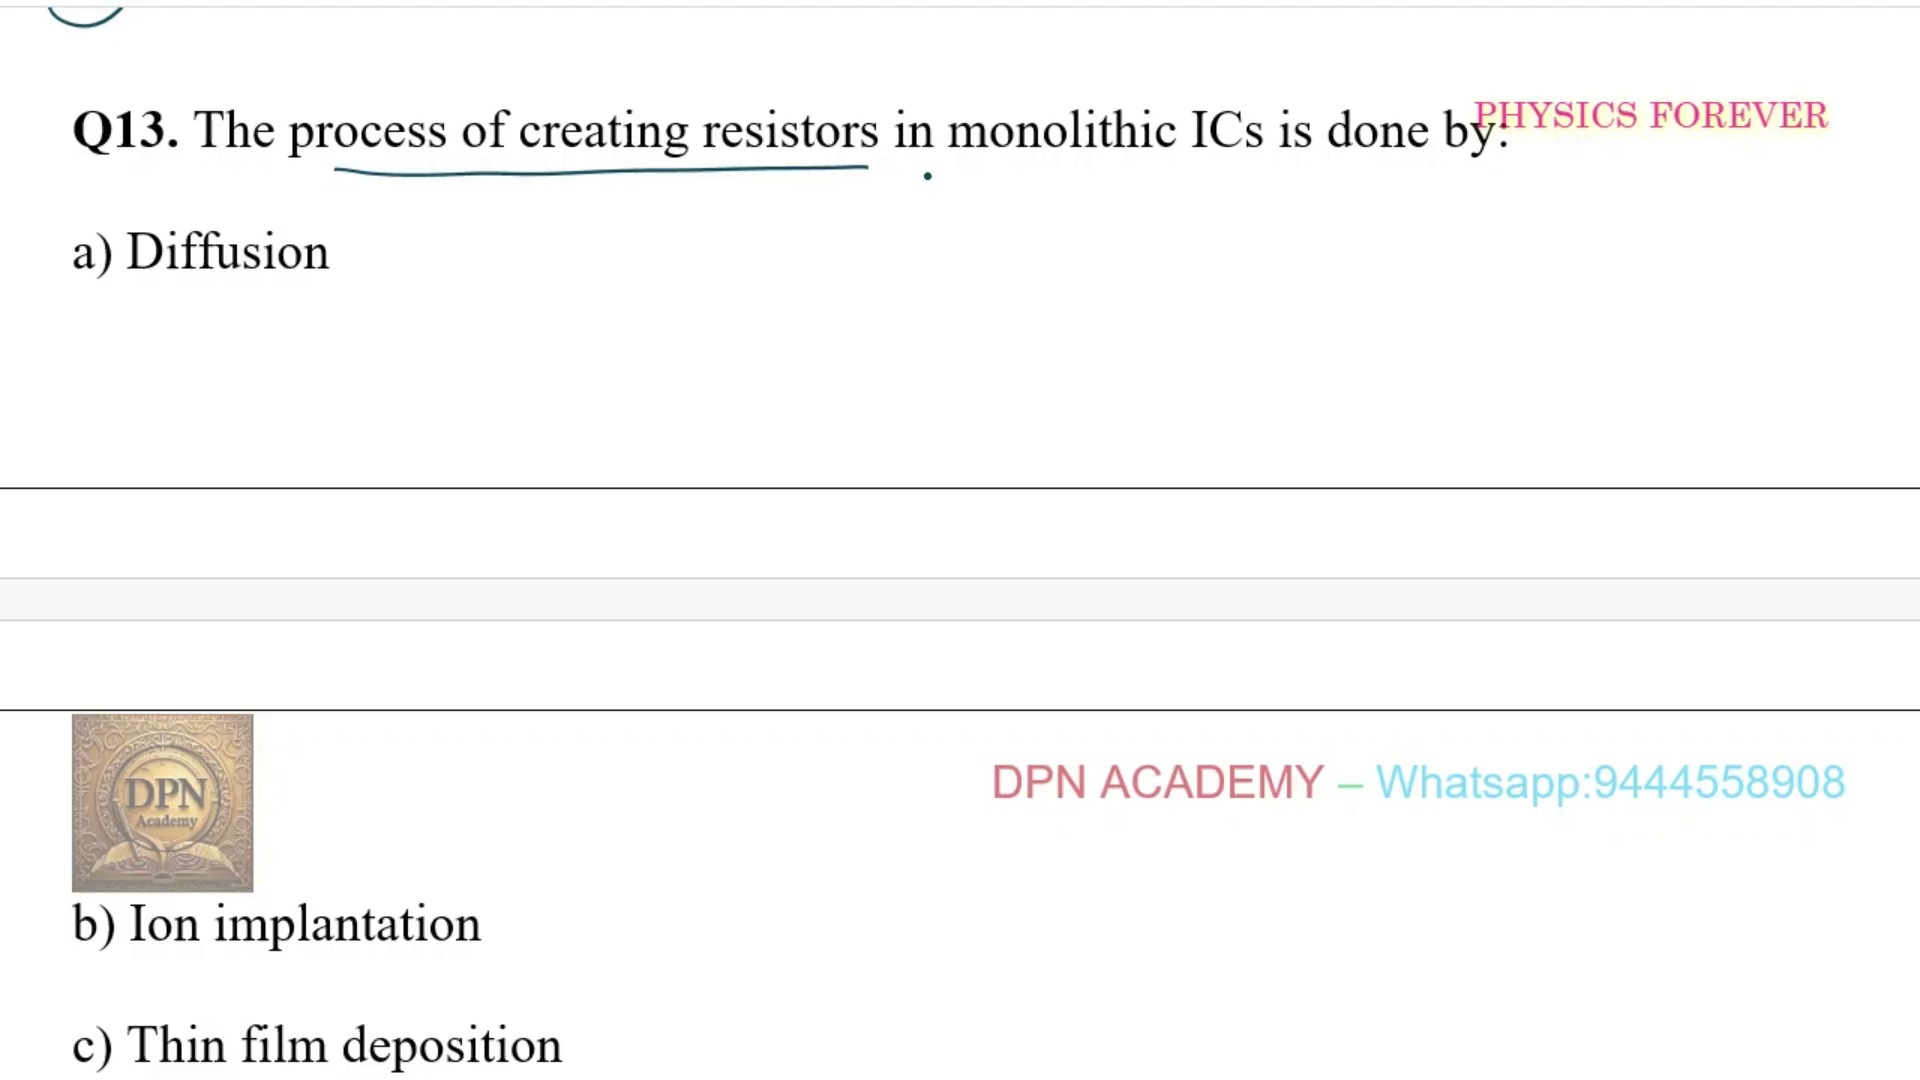 Q13. The process of creating resistors in monolithic ICs is done by:
PHYSICS FOREVER
a) Diffusion
DPN
Academy
DPN ACADEMY – Whatsapp:9444558908
b) Ion implantation
c) Thin film deposition